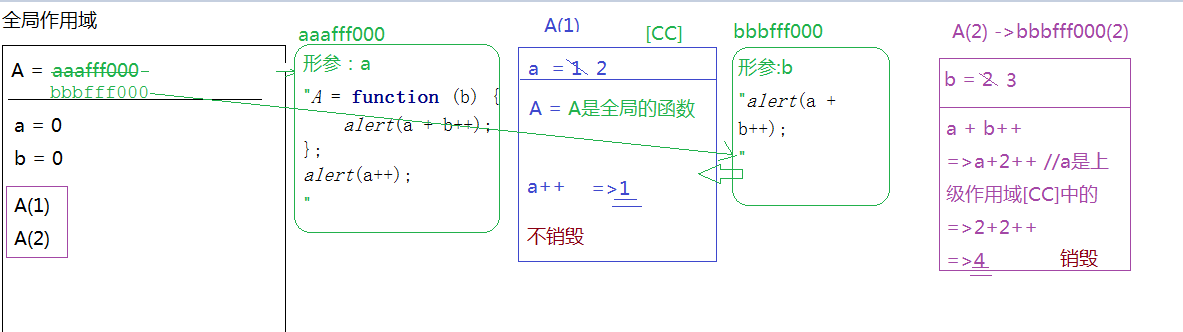 全局作用域
A = aaafff000
bbbfff000
a = 0
b = 0
A(1)
A(2)
aaafff000
形参：a
"A = function (b) {
alert(a + b++);
};
alert(a++);
"
A(1)
[CC]
a = 1 2
A = A是全局的函数
a++ =>1
不销毁
bbbfff000
形参:b
"alert(a +
b++);
"
A(2) ->bbbfff000(2)
b = 2 3
a + b++
=>a+2++ //a是上
级作用域[CC]中的
=>2+2++
=>4 销毁